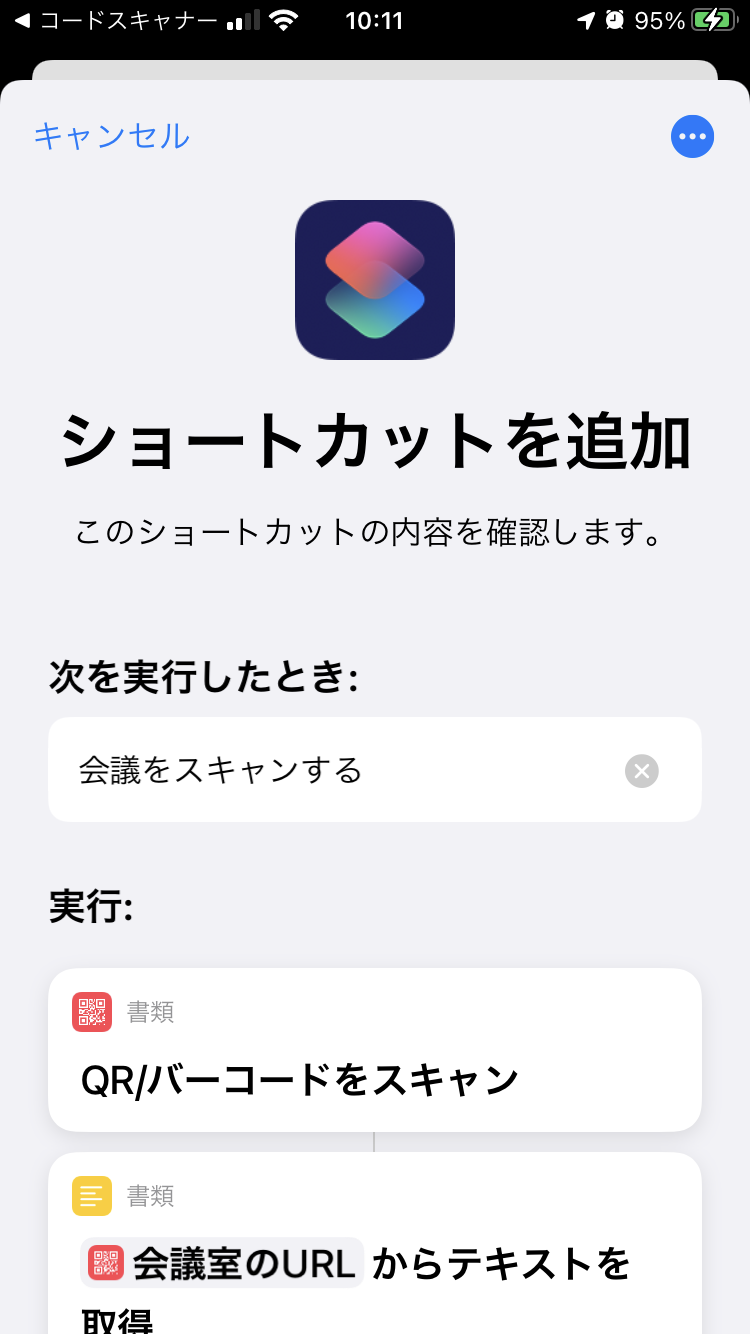 ◀ コードスキャナー 10:11 95%
キャンセル
ショートカットを追加
このショートカットの内容を確認します。
次を実行したとき:
会議をスキャンする
実行:
書類
QR/バーコードをスキャン
書類
会議室のURL からテキストを
取得